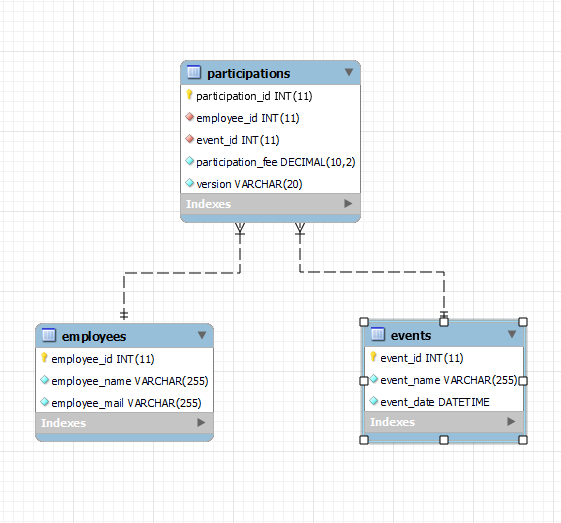 participations
participation_id INT(11)
employee_id INT(11)
event_id INT(11)
participation_fee DECIMAL(10,2)
version VARCHAR(20)
Indexes
employees
employee_id INT(11)
employee_name VARCHAR(255)
employee_mail VARCHAR(255)
Indexes
events
event_id INT(11)
event_name VARCHAR(255)
event_date DATETIME
Indexes